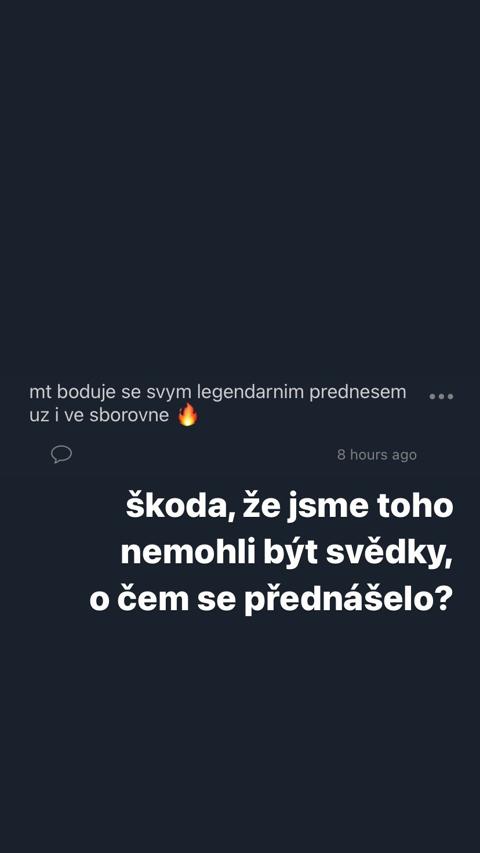 mt boduje se svym legendarnim prednesem
uz i ve sborovne 🔥
8 hours ago
škoda, že jsme toho
nemohli být svědky,
o čem se přednášelo?